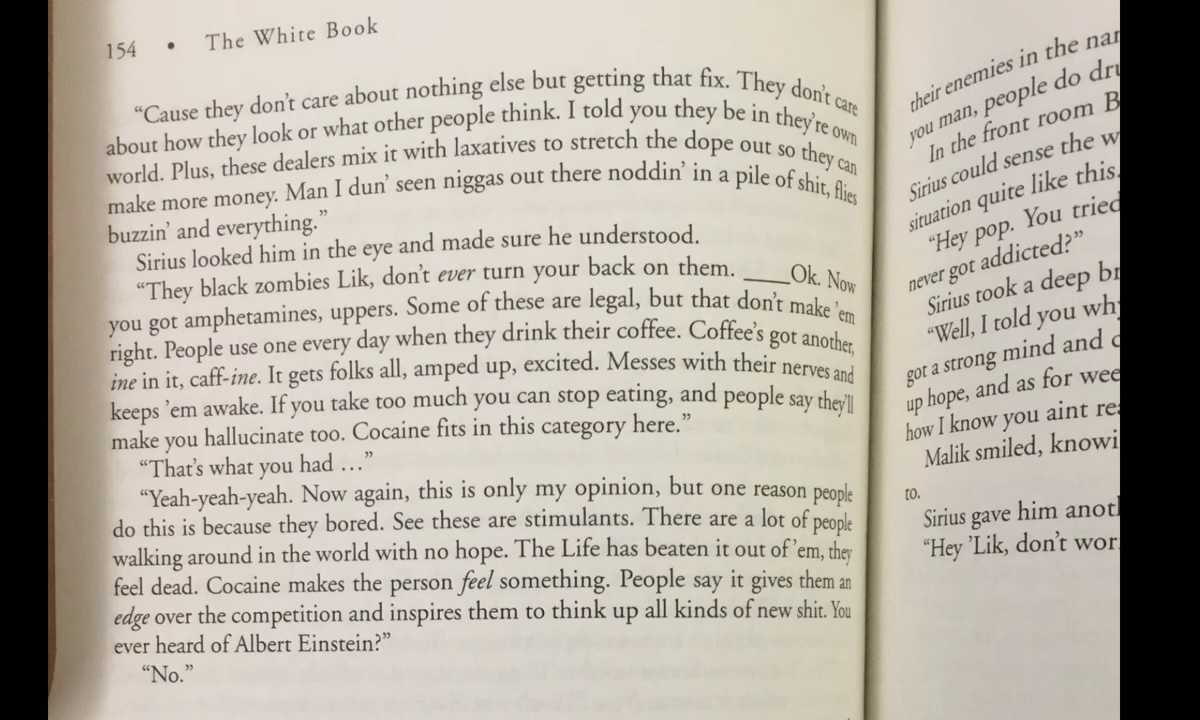 154 • The White Book
“Cause they don’t care about nothing else but getting that fix. They don’t care
about how they look or what other people think. I told you they be in they’re own
world. Plus, these dealers mix it with laxatives to stretch the dope out so they can
make more money. Man I dun’ seen niggas out there noddin’ in a pile of shit, flies
buzzin’ and everything.”
Sirius looked him in the eye and made sure he understood.
“They black zombies Lik, don’t ever turn your back on them. ____Ok. Now
you got amphetamines, uppers. Some of these are legal, but that don’t make ’em
right. People use one every day when they drink their coffee. Coffee’s got another,
ine in it, caff-ine. It gets folks all, amped up, excited. Messes with their nerves and
keeps ’em awake. If you take too much you can stop eating, and people say they’ll
make you hallucinate too. Cocaine fits in this category here.”
“That’s what you had …”
“Yeah-yeah-yeah. Now again, this is only my opinion, but one reason people
do this is because they bored. See these are stimulants. There are a lot of people
walking around in the world with no hope. The Life has beaten it out of ’em, they
feel dead. Cocaine makes the person feel something. People say it gives them an
edge over the competition and inspires them to think up all kinds of new shit. You
ever heard of Albert Einstein?”
“No.”
their enemies in the
you man, people do
In the front room
Sirius could sense the
situation quite like this.
“Hey pop. You tried
never got addicted?”
Sirius took a deep
“Well, I told you
got a strong mind and
up hope, and as for
how I know you aint
Malik smiled,
to.
Sirius gave him
“Hey ’Lik, don’t